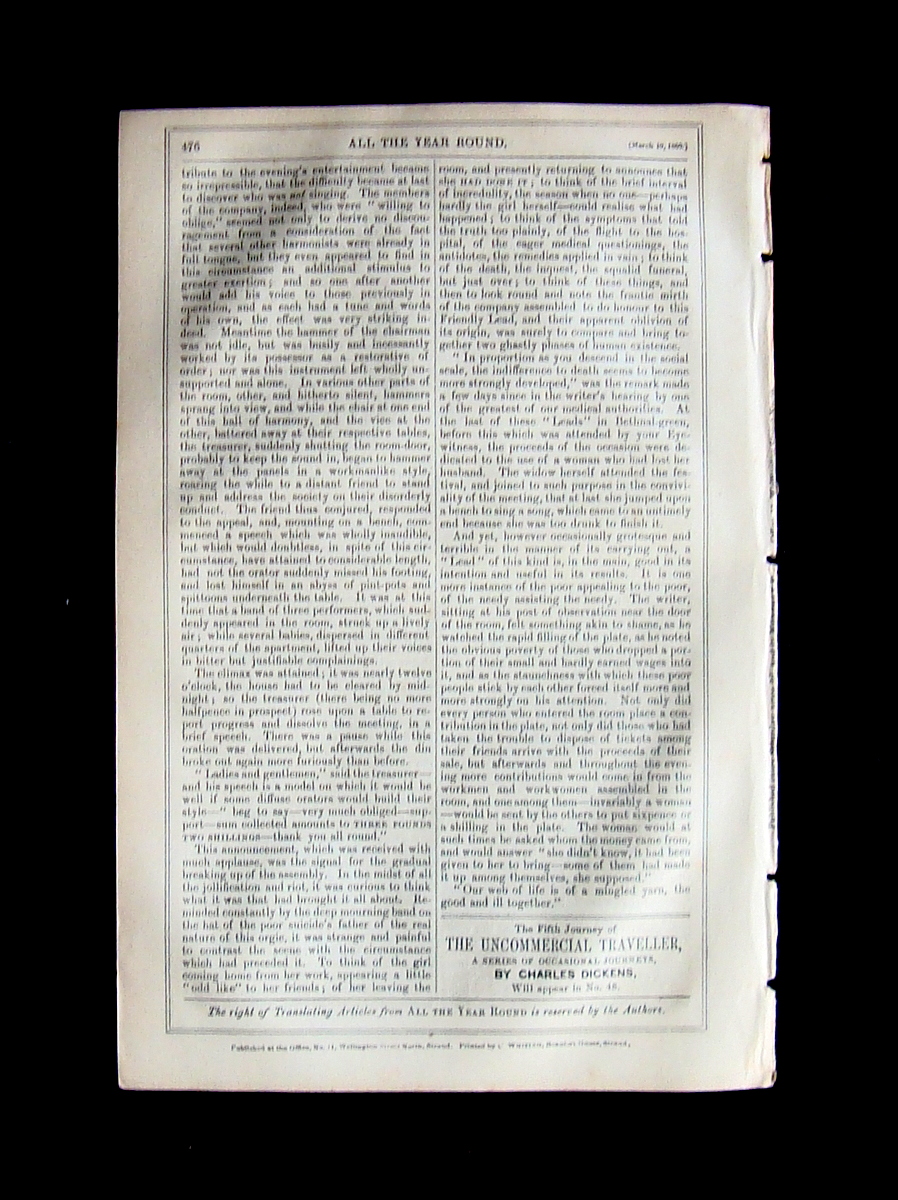 476
ALL THE YEAR ROUND.
[March 10, 1860.]
tribute to the evening's entertainment became
so irrepressible, that the difficulty became at last
to discover who was not singing. The members
of the company, indeed, who were "willing to
oblige," seemed not only to derive no discou-
ragement from a consideration of the fact
that several other harmonists were already in
full tongue, but they even appeared to find in
this circumstance an additional stimulus to
greater exertion; and so one after another
would add his voice to those previously in
operation, and as each had a tune and words
of his own, the effect was very striking in-
deed. Meantime the hammer of the chairman
was not idle, but was busily and incessantly
worked by its possessor as a restorative of
order; nor was this instrument left wholly un-
supported and alone. In various other parts of
the room, other, and hitherto silent, hammers
sprang into view, and while the chair at one end
of this hall of harmony, and the vice at the
other, battered away at their respective tables,
the treasurer, suddenly shutting the room-door,
probably to keep the sound in, began to hammer
away at the panels in a workmanlike style,
roaring the while to a distant friend to stand
up and address the society on their disorderly
conduct. The friend thus conjured, responded
to the appeal, and, mounting on a bench, com-
menced a speech which was wholly inaudible,
but which would doubtless, in spite of this cir-
cumstance, have attained to considerable length,
had not the orator suddenly missed his footing,
and lost himself in an abyss of pint-pots and
spittoons underneath the table. It was at this
time that a band of three performers, which sud-
denly appeared in the room, struck up a lively
air; while several babies, dispersed in different
quarters of the apartment, lifted up their voices
in bitter but justifiable complainings.
The climax was attained; it was nearly twelve
o'clock, the house had to be cleared by mid-
night; so the treasurer (there being no more
halfpence in prospect) rose upon a table to re-
port progress and dissolve the meeting, in a
brief speech. There was a pause while this
oration was delivered, but afterwards the din
broke out again more furiously than before.
"Ladies and gentlemen," said the treasurer—
and his speech is a model on which it would be
well if some diffuse orators would build their
style—"beg to say—very much obliged—sup-
port—sum collected amounts to THREE POUNDS
TWO SHILLINGS—thank you all round."
This announcement, which was received with
much applause, was the signal for the gradual
breaking up of the assembly. In the midst of all
the jollification and riot, it was curious to think
what it was that had brought it all about. Re-
minded constantly by the deep mourning band on
the hat of the poor suicide's father of the real
nature of this orgie, it was strange and painful
to contrast the scene with the circumstance
which had preceded it. To think of the girl
coming home from her work, appearing a little
"odd like" to her friends; of her leaving the
room, and presently returning to announce that
she HAD DONE IT; to think of the brief interval
of incredulity, the season when no one—perhaps
hardly the girl herself—could realise what had
happened; to think of the symptoms that told
the truth too plainly, of the flight to the hos-
pital, of the eager medical questionings, the
antidotes, the remedies applied in vain; to think
of the death, the inquest, the squalid funeral,
but just over; to think of these things, and
then to look round and note the frantic mirth
of the company assembled to do honour to this
Friendly Lead, and their apparent oblivion of
its origin, was surely to compare and bring to-
gether two ghastly phases of human existence.
"In proportion as you descend in the social
scale, the indifference to death seems to become
more strongly developed," was the remark made
a few days since in the writer's hearing by one
of the greatest of our medical authorities. At
the last of these "Leads" in Bethnal-green,
before this which was attended by your Eye-
witness, the proceeds of the occasion were de-
dicated to the use of a woman who had lost her
husband. The widow herself attended the fes-
tival, and joined to such purpose in the convivi-
ality of the meeting, that at last she jumped upon
a bench to sing a song, which came to an untimely
end because she was too drunk to finish it.
And yet, however occasionally grotesque and
terrible in the manner of its carrying out, a
"Lead" of this kind is, in the main, good in its
intention and useful in its results. It is one
more instance of the poor appealing to the poor,
of the needy assisting the needy. The writer,
sitting at his post of observation near the door
of the room, felt something akin to shame, as he
watched the rapid filling of the plate, as he noted
the obvious poverty of those who dropped a por-
tion of their small and hardly earned wages into
it, and as the staunchness with which these poor
people stick by each other forced itself more and
more strongly on his attention. Not only did
every person who entered the room place a con-
tribution in the plate, not only did those who had
taken the trouble to dispose of tickets among
their friends arrive with the proceeds of their
sale, but afterwards and throughout the even-
ing more contributions would come in from the
workmen and workwomen assembled in the
room, and one among them—invariably a woman
—would be sent by the others to put sixpence or
a shilling in the plate. The woman would at
such times be asked whom the money came from,
and would answer "she didn't know, it had been
given to her to bring—some of them had made
it up among themselves, she supposed."
"Our web of life is of a mingled yarn, the
good and ill together."
The Fifth Journey of
THE UNCOMMERCIAL TRAVELLER,
A SERIES OF OCCASIONAL JOURNEYS,
BY CHARLES DICKENS,
Will appear in No. 48.
The right of Translating Articles from ALL THE YEAR ROUND is reserved by the Authors.
Published at the Office, No. 11, Wellington Street North, Strand. Printed by C. WHITING, Beaufort House, Strand.